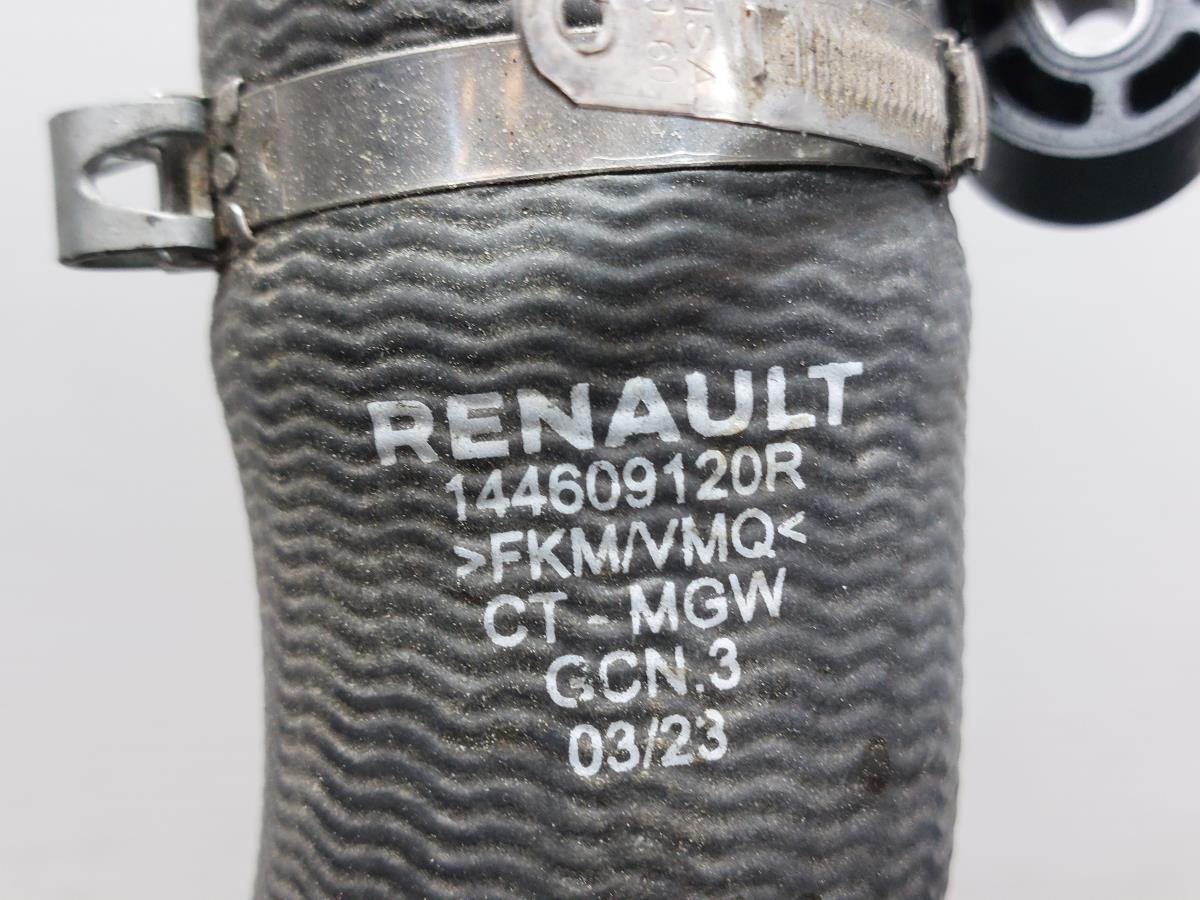 RENAULT
144609120R
>FKM/VMQ<
CT - MGW
GCN.3
03/23